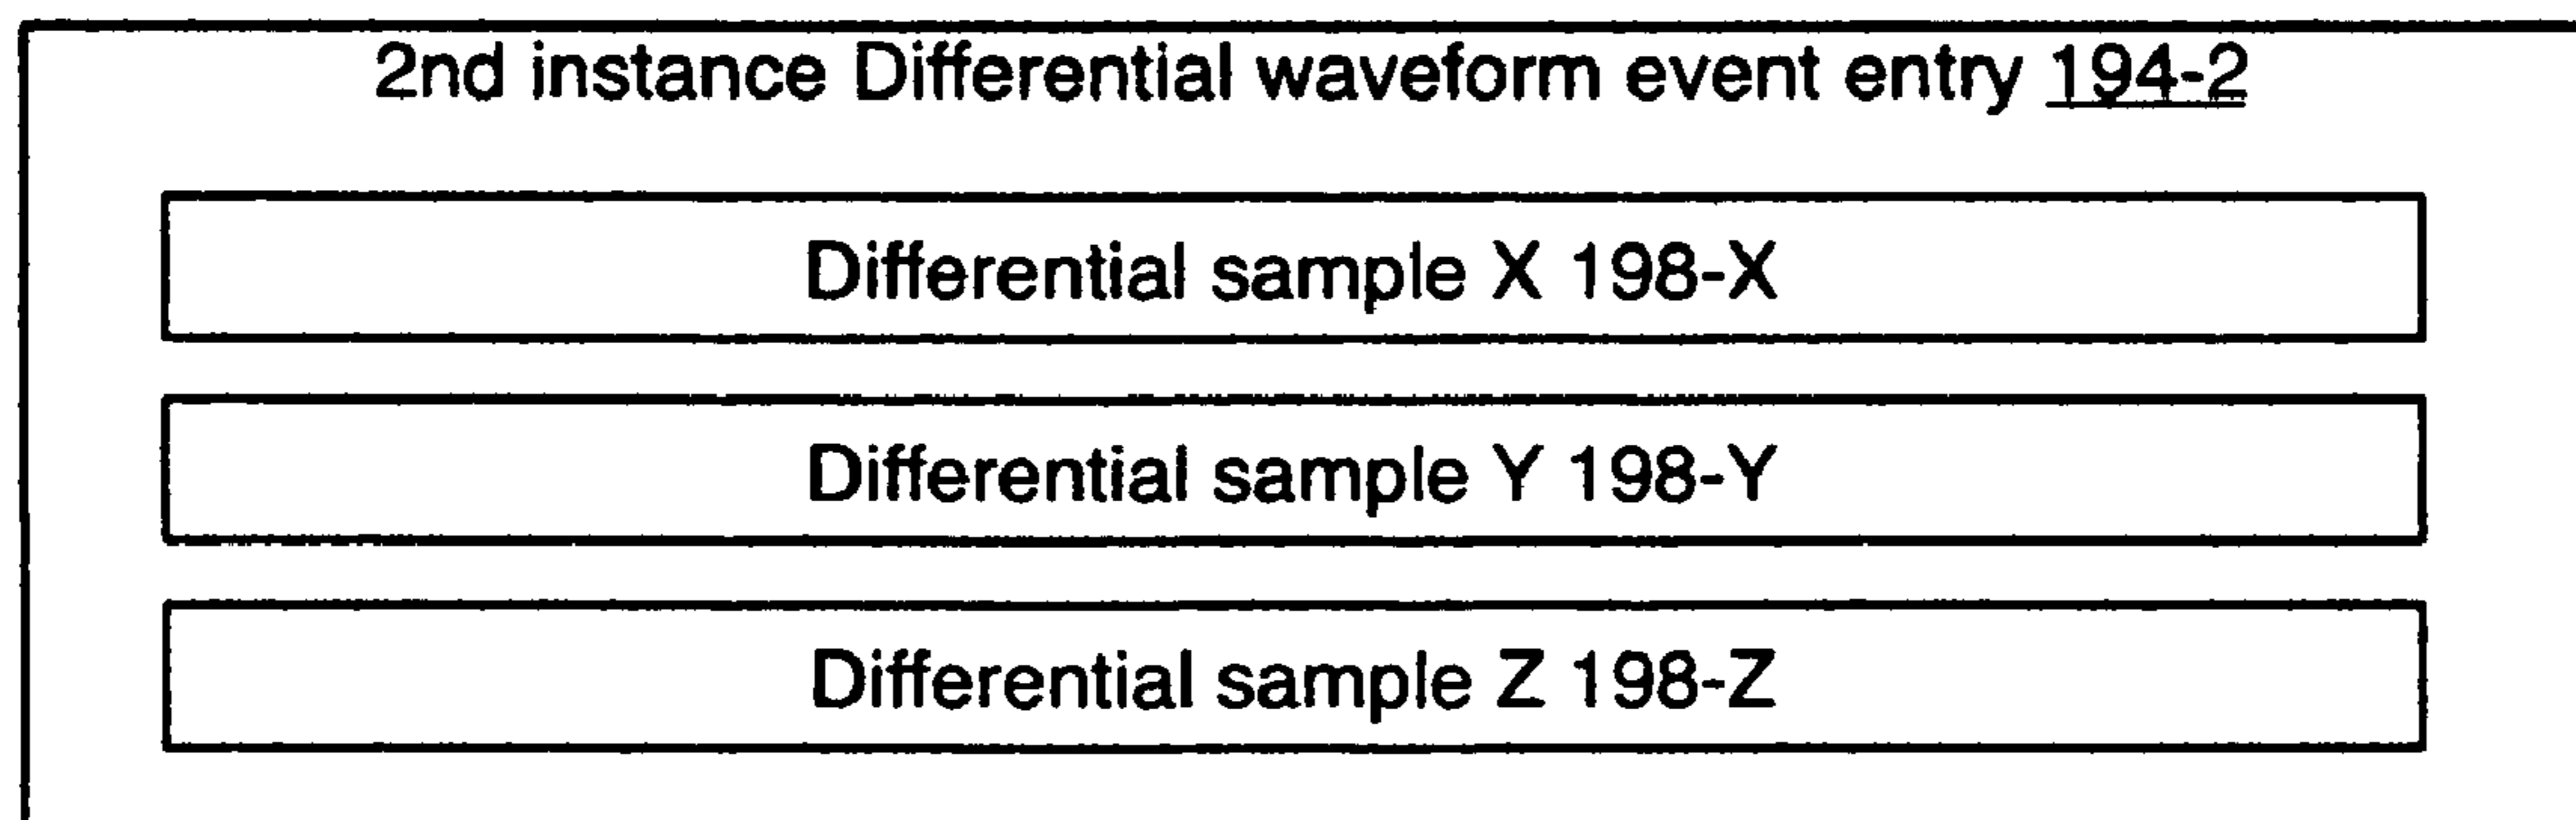 2nd instance Differential waveform event entry 194-2
Differential sample X 198-X
Differential sample Y 198-Y
Differential sample Z 198-Z